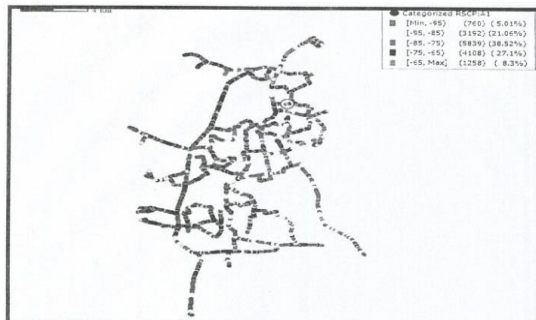 Categorized RSCP:A1
[Min, -95) (760) ( 5.01%)
[-95, -85) (3192) (21.06%)
[-85, -75) (5839) (38.52%)
[-75, -65) (4108) ( 27.1%)
[-65, Max] (1258) ( 8.3%)